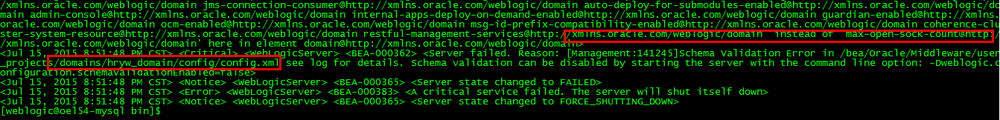 /xmlns.oracle.com/weblogic/domain jms-connection-consumer@http://xmlns.oracle.com/weblogic/domain auto-deploy-for-submodules-enabled@http://xmlns.oracle.com/weblogic/do
main admin-console@http://xmlns.oracle.com/weblogic/domain internal-apps-deploy-on-demand-enabled@http://xmlns.oracle.com/weblogic/domain guardian-enabled@http://xmlns.
oracle.com/weblogic/domain ocm-enabled@http://xmlns.oracle.com/weblogic/domain msg-id-prefix-compatibility-enabled@http://xmlns.oracle.com/weblogic/domain coherence-clu
ster-system-resource@http://xmlns.oracle.com/weblogic/domain restful-management-services@http://xmlns.oracle.com/weblogic/domain' instead of 'max-open-sock-count@http:/
/xmlns.oracle.com/weblogic/domain' here in element domain@http://xmlns.oracle.com/weblogic/domain>
<Jul 15, 2015 8:51:48 PM CST> <Critical> <WebLogicServer> <BEA-000362> <Server failed. Reason: [Management:141245]Schema Validation Error in /bea/Oracle/Middleware/user
_projects/domains/hryw_domain/config/config.xml see log for details. Schema validation can be disabled by starting the server with the command line option: -Dweblogic.c
onfiguration.schemaValidationEnabled=false>
<Jul 15, 2015 8:51:48 PM CST> <Notice> <WebLogicServer> <BEA-000365> <Server state changed to FAILED>
<Jul 15, 2015 8:51:48 PM CST> <Error> <WebLogicServer> <BEA-000383> <A critical service failed. The server will shut itself down>
<Jul 15, 2015 8:51:48 PM CST> <Notice> <WebLogicServer> <BEA-000365> <Server state changed to FORCE_SHUTTING_DOWN>
[weblogic@oel54-mysql bin]$